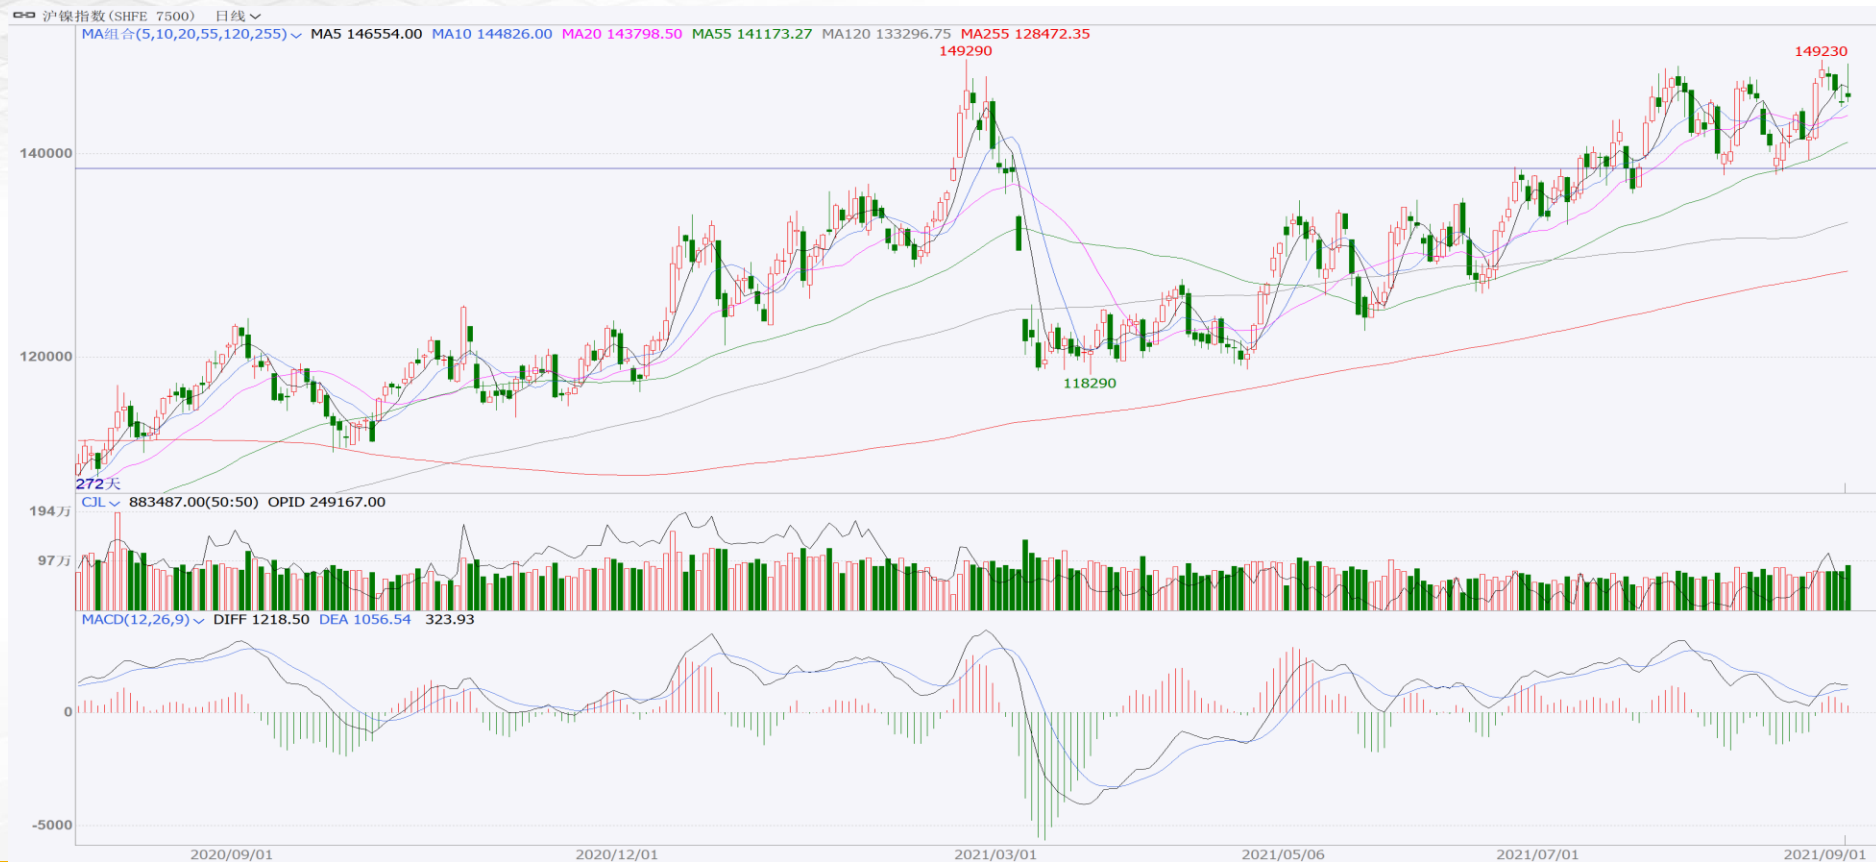 沪镍指数(SHFE 7500) 日线
MA组合(5,10,20,55,120,255) MA5 146554.00 MA10 144826.00 MA20 143798.50 MA55 141173.27 MA120 133296.75 MA255 128472.35
149290 149230
140000
120000
118290
272天
CJL 883487.00(50:50) OPID 249167.00
194万
97万
MACD(12,26,9) DIFF 1218.50 DEA 1056.54 323.93
0
-5000
2020/09/01 2020/12/01 2021/03/01 2021/05/06 2021/07/01 2021/09/01